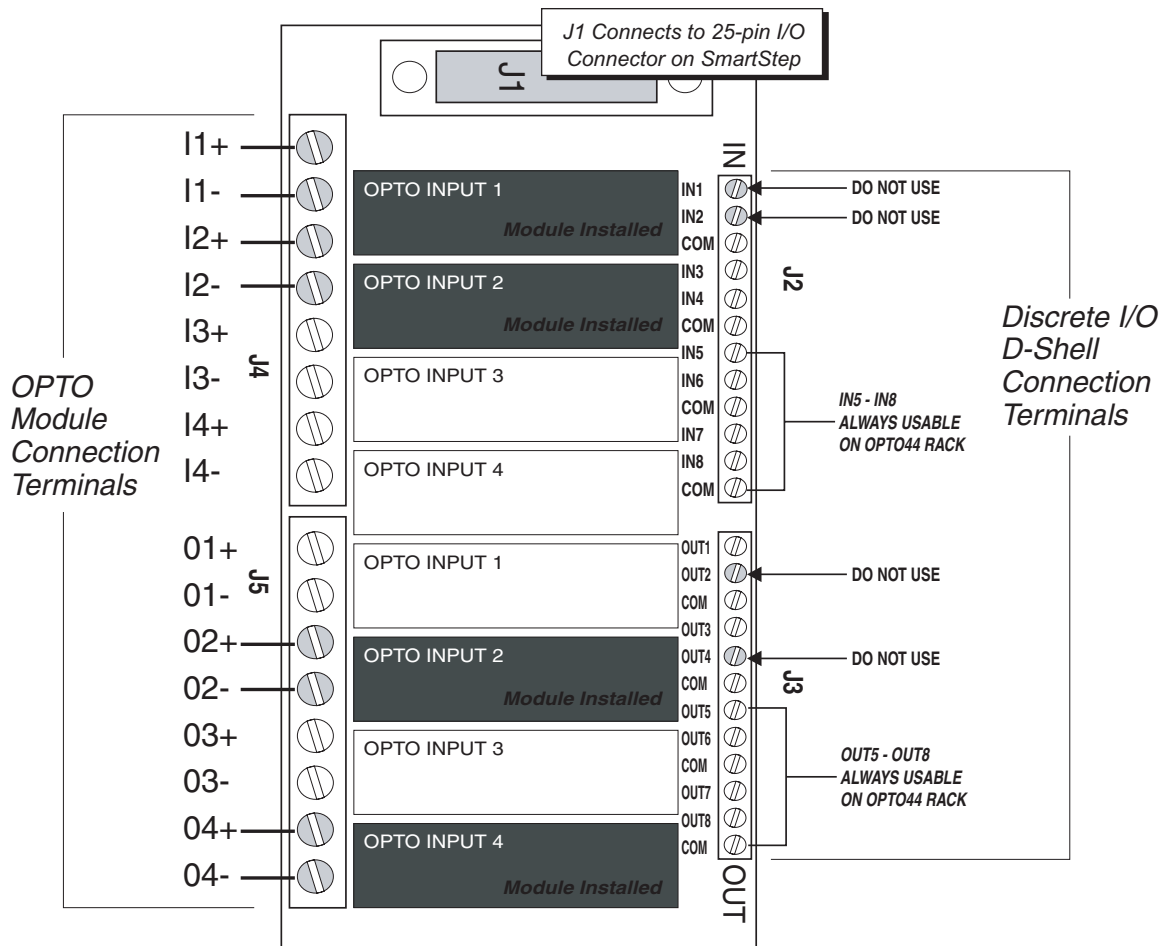 J1 Connects to 25-pin I/O
Connector on SmartStep
J1
I1+
I1-
I2+
I2-
I3+
I3-
I4+
I4-
J4
01+
01-
02+
02-
03+
03-
04+
04-
J5
OPTO
Module
Connection
Terminals
OPTO INPUT 1
Module Installed
OPTO INPUT 2
Module Installed
OPTO INPUT 3
OPTO INPUT 4
OPTO INPUT 1
OPTO INPUT 2
Module Installed
OPTO INPUT 3
OPTO INPUT 4
Module Installed
IN
IN1
IN2
COM
IN3
IN4
COM
IN5
IN6
COM
IN7
IN8
COM
J2
DO NOT USE
DO NOT USE
IN5 - IN8
ALWAYS USABLE
ON OPTO44 RACK
OUT1
OUT2
COM
OUT3
OUT4
COM
OUT5
OUT6
COM
OUT7
OUT8
COM
OUT
J3
DO NOT USE
DO NOT USE
OUT5 - OUT8
ALWAYS USABLE
ON OPTO44 RACK
Discrete I/O
D-Shell
Connection
Terminals